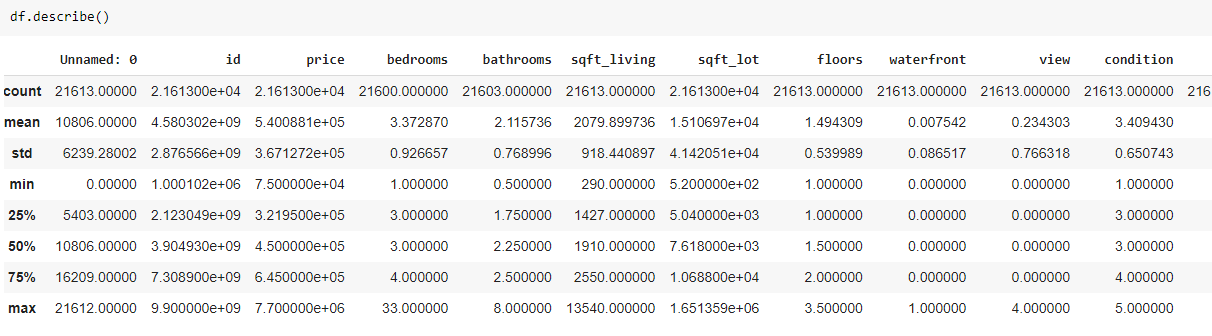 df.describe()
Unnamed: 0 id price bedrooms bathrooms sqft_living sqft_lot floors waterfront view condition
count 21613.00000 2.161300e+04 2.161300e+04 21600.000000 21603.000000 21613.000000 2.161300e+04 21613.000000 21613.000000 21613.000000 21613.000000 216
mean 10806.00000 4.580302e+09 5.400881e+05 3.372870 2.115736 2079.899736 1.510697e+04 1.494309 0.007542 0.234303 3.409430
std 6239.28002 2.876566e+09 3.671272e+05 0.926657 0.768996 918.440897 4.142051e+04 0.539989 0.086517 0.766318 0.650743
min 0.00000 1.000102e+06 7.500000e+04 1.000000 0.500000 290.000000 5.200000e+02 1.000000 0.000000 0.000000 1.000000
25% 5403.00000 2.123049e+09 3.219500e+05 3.000000 1.750000 1427.000000 5.040000e+03 1.000000 0.000000 0.000000 3.000000
50% 10806.00000 3.904930e+09 4.500000e+05 3.000000 2.250000 1910.000000 7.618000e+03 1.500000 0.000000 0.000000 3.000000
75% 16209.00000 7.308900e+09 6.450000e+05 4.000000 2.500000 2550.000000 1.068800e+04 2.000000 0.000000 0.000000 4.000000
max 21612.00000 9.900000e+09 7.700000e+06 33.000000 8.000000 13540.000000 1.651359e+06 3.500000 1.000000 4.000000 5.000000